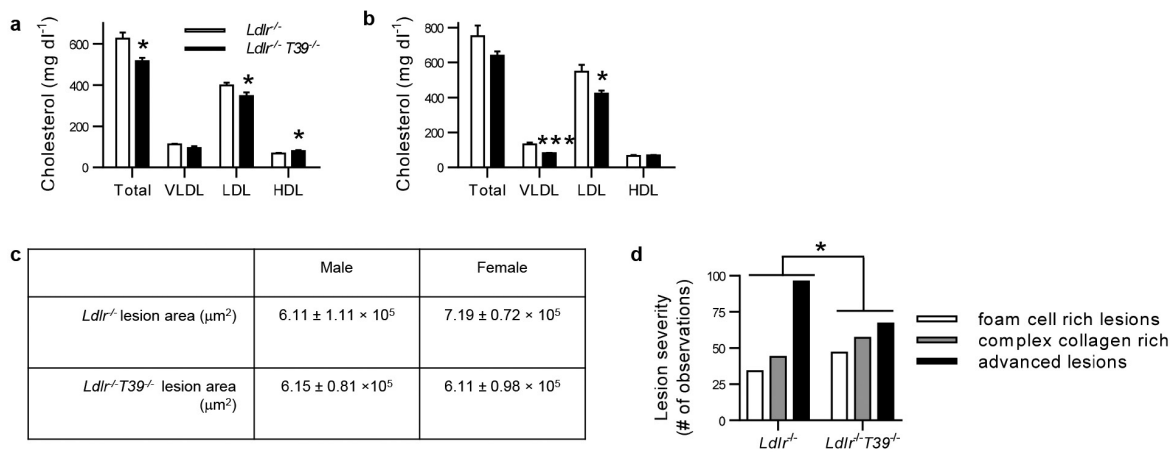 a
Cholesterol (mg dl⁻¹)
600
400
200
0
Total VLDL LDL HDL
Ldlr⁻/⁻
Ldlr⁻/⁻ T39⁻/⁻
*
*
*
b
Cholesterol (mg dl⁻¹)
800
600
400
200
0
Total VLDL LDL HDL
***
*
c
Male Female
Ldlr⁻/⁻ lesion area (μm²) 6.11 ± 1.11 × 10⁵ 7.19 ± 0.72 × 10⁵
Ldlr⁻/⁻T39⁻/⁻ lesion area 6.15 ± 0.81 ×10⁵ 6.11 ± 0.98 × 10⁵
(μm²)
d
Lesion severity
(# of observations)
100
75
50
25
0
*
Ldlr⁻/⁻ Ldlr⁻/⁻T39⁻/⁻
foam cell rich lesions
complex collagen rich
advanced lesions